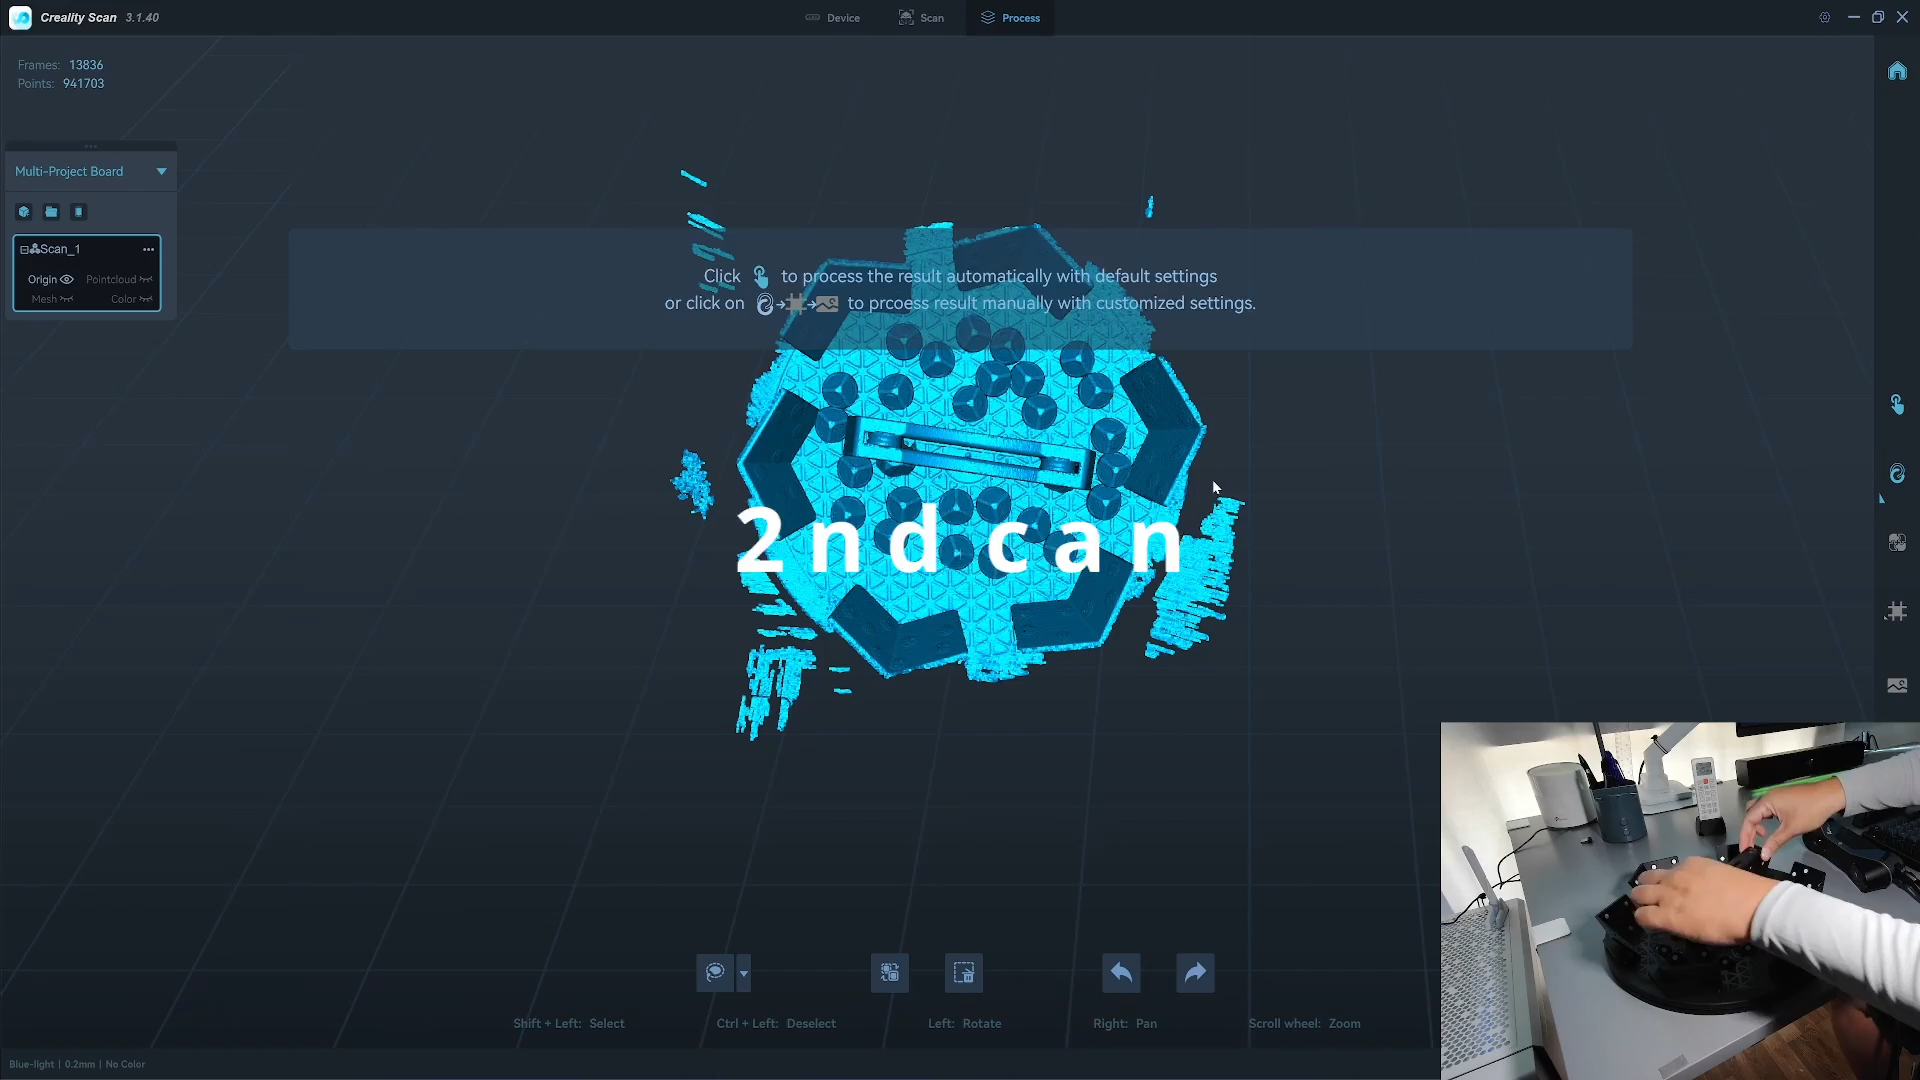 Creality Scan 3.1.40
Device
Scan
Process
Frames: 13836
Points: 941703
Multi-Project Board
Scan_1
Origin
Pointcloud
Mesh
Color
Click to process the result automatically with default settings
or click on to prcoess result manually with customized settings.
2nd can
Shift + Left: Select
Ctrl + Left: Deselect
Left: Rotate
Right: Pan
Scroll wheel: Zoom
Blue-light | 0.2mm | No Color